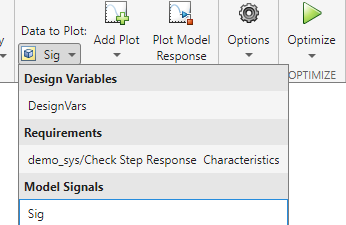 y
Data to Plot:
Sig
Add Plot
Plot Model
Response
Options
Optimize
OPTIMIZE
Design Variables
DesignVars
Requirements
demo_sys/Check Step Response  Characteristics
Model Signals
Sig